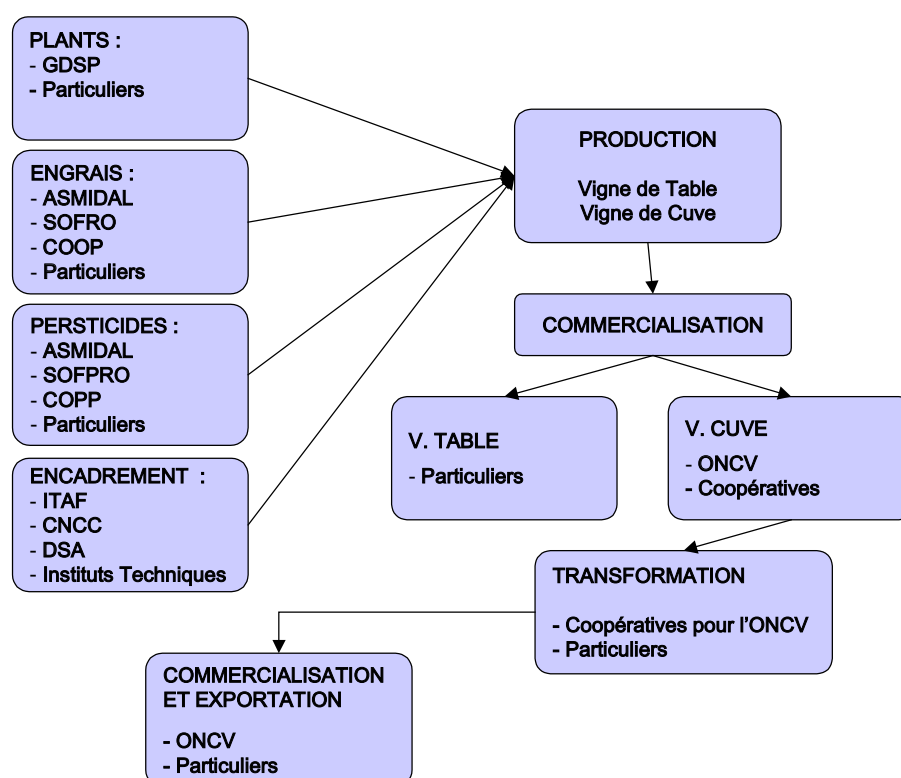 PLANTS :
- GDSP
- Particuliers
ENGRAIS :
- ASMIDAL
- SOFRO
- COOP
- Particuliers
PERSTICIDES :
- ASMIDAL
- SOFPRO
- COPP
- Particuliers
ENCADREMENT :
- ITAF
- CNCC
- DSA
- Instituts Techniques
PRODUCTION
Vigne de Table
Vigne de Cuve
COMMERCIALISATION
V. TABLE
- Particuliers
V. CUVE
- ONCV
- Coopératives
TRANSFORMATION
- Coopératives pour l'ONCV
- Particuliers
COMMERCIALISATION
ET EXPORTATION
- ONCV
- Particuliers